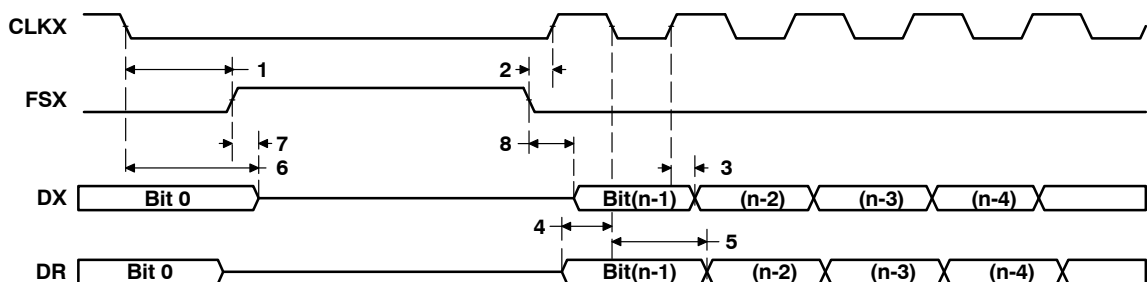 CLKX
1 2
FSX
7 8
6 3
DX Bit 0 Bit(n-1) (n-2) (n-3) (n-4)
4 5
DR Bit 0 Bit(n-1) (n-2) (n-3) (n-4)